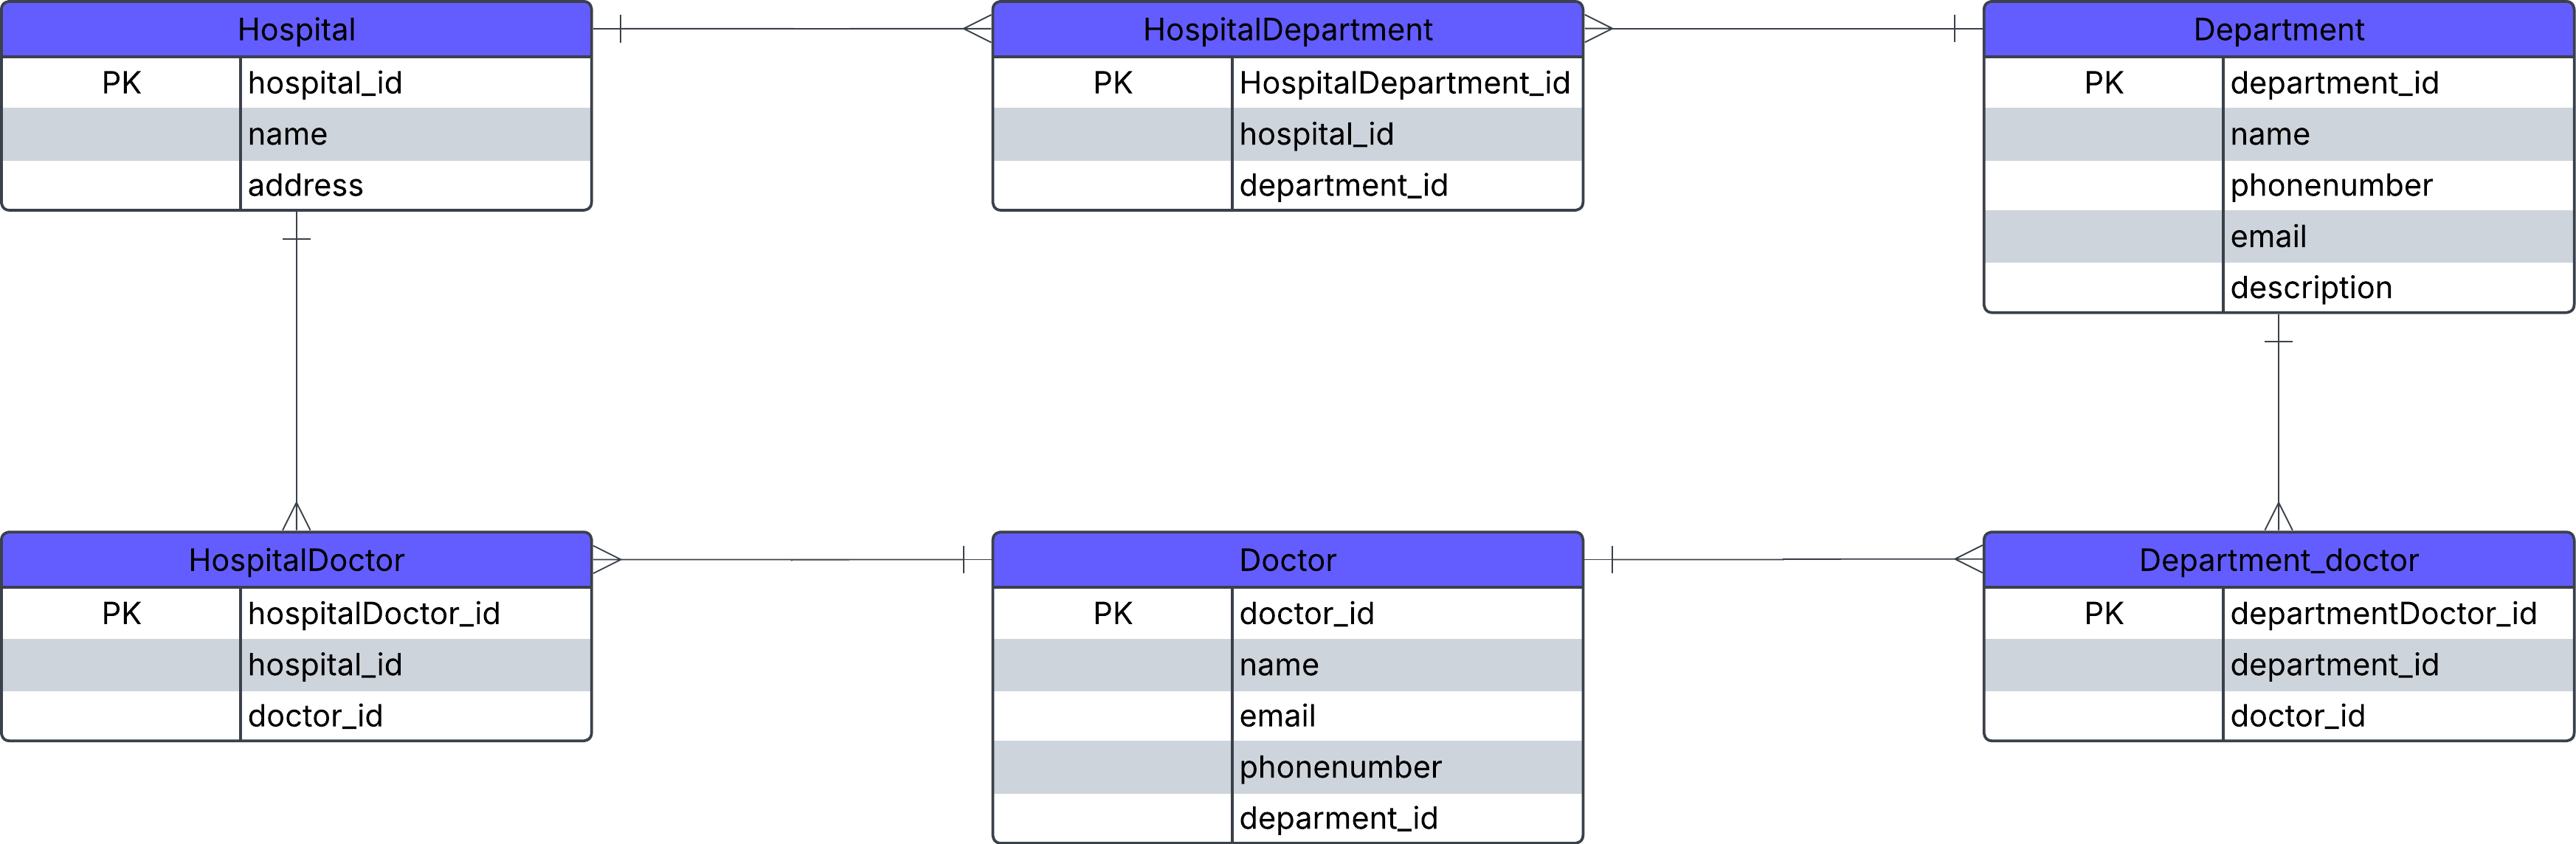 Hospital
PK hospital_id
name
address
HospitalDepartment
PK HospitalDepartment_id
hospital_id
department_id
Department
PK department_id
name
phonenumber
email
description
HospitalDoctor
PK hospitalDoctor_id
hospital_id
doctor_id
Doctor
PK doctor_id
name
email
phonenumber
deparment_id
Department_doctor
PK departmentDoctor_id
department_id
doctor_id